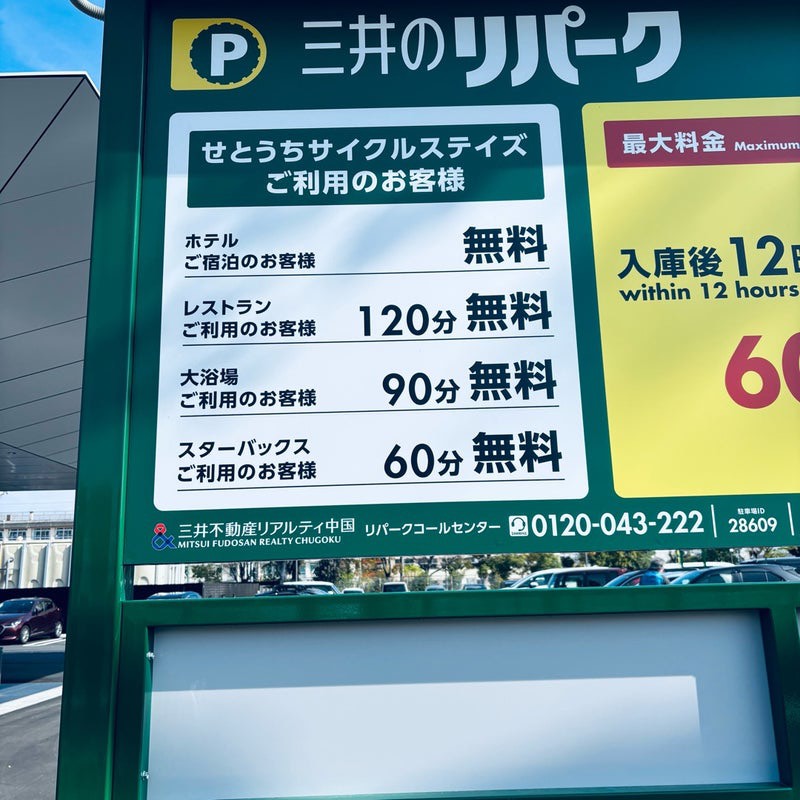 P 三井のリパーク
せとうちサイクルステイズ
ご利用のお客様
ホテル
ご宿泊のお客様 無料
レストラン
ご利用のお客様 120分 無料
大浴場
ご利用のお客様 90分 無料
スターバックス
ご利用のお客様 60分 無料
最大料金 Maximum
入庫後12時
within 12 hours
60
三井不動産リアルティ中国
MITSUI FUDOSAN REALTY CHUGOKU
リパークコールセンター 0120-043-222
駐車場ID
28609